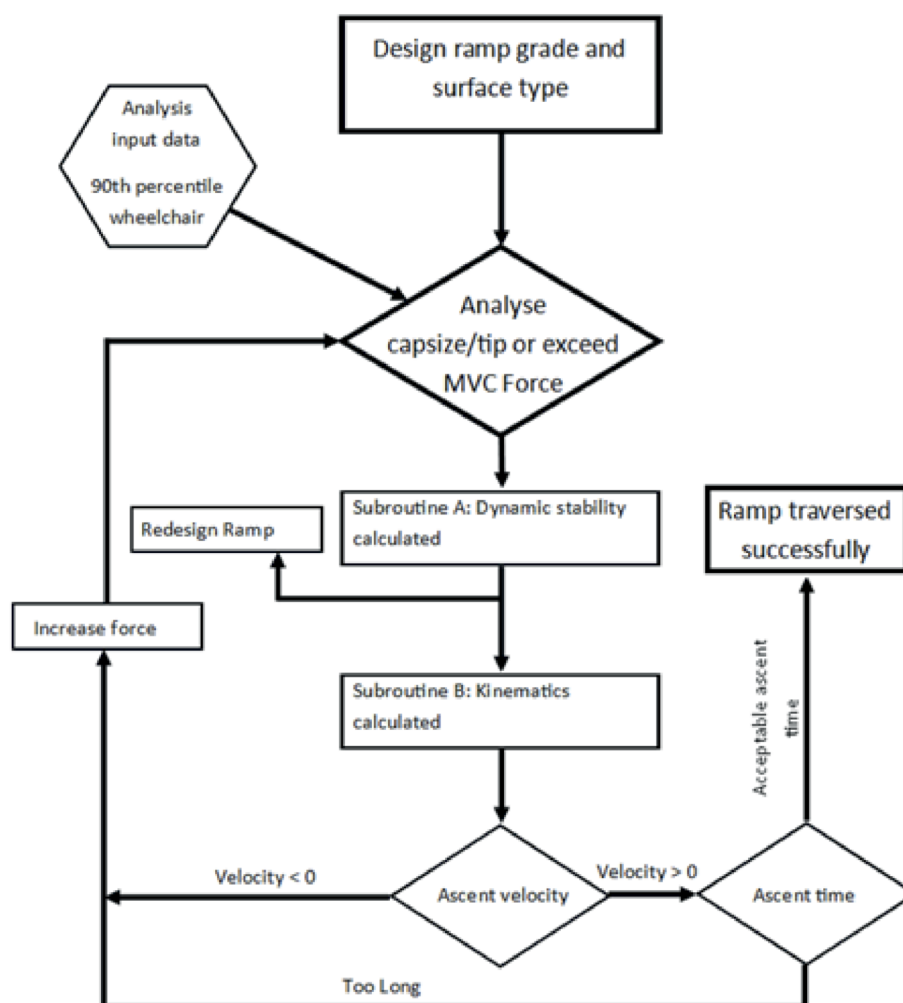 Design ramp grade and
surface type
Analysis
input data
90th percentile
wheelchair
Analyse
capsize/tip or exceed
MVC Force
Subroutine A: Dynamic stability
calculated
Redesign Ramp
Ramp traversed
successfully
Increase force
Subroutine B: Kinematics
calculated
Acceptable ascent
time
Velocity < 0
Ascent velocity
Velocity > 0
Ascent time
Too Long